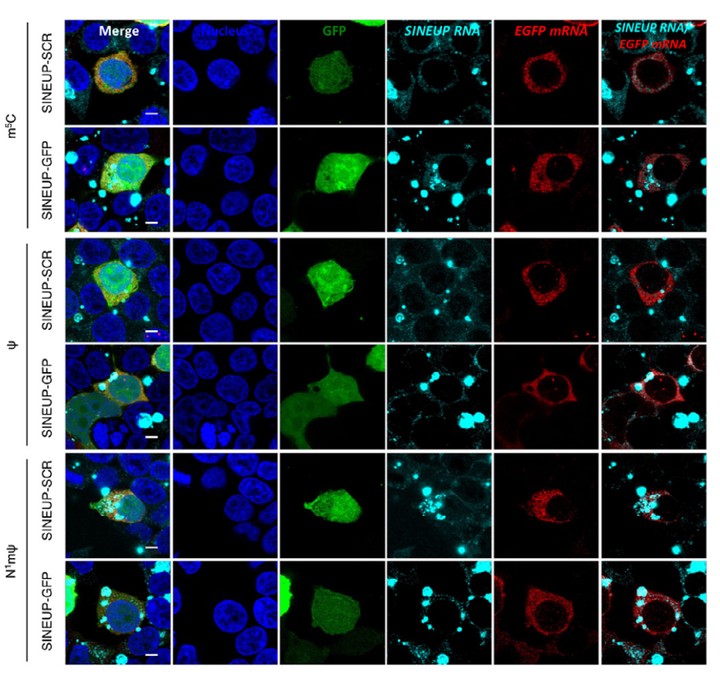 Merge Nucleus GFP SINEUP RNA EGFP mRNA SINEUP RNA/
EGFP mRNA
m⁵C
SINEUP-SCR
SINEUP-GFP
ψ
SINEUP-SCR
SINEUP-GFP
N¹mψ
SINEUP-SCR
SINEUP-GFP